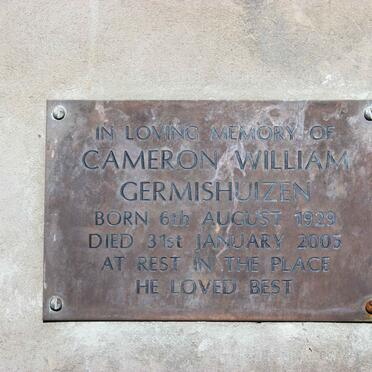 IN LOVING MEMORY OF
CAMERON WILLIAM
GERMISHUIZEN
BORN 6th AUGUST 1929
DIED 31st JANUARY 2005
AT REST IN THE PLACE
HE LOVED BEST